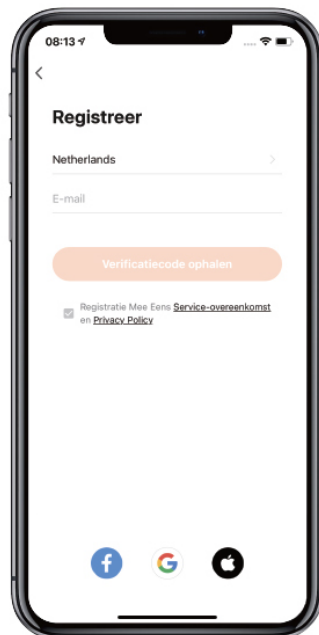 08:13
Registreer
Netherlands
E-mail
Verificatiecode ophalen
Registratie Mee Eens Service-overeenkomst
en Privacy Policy